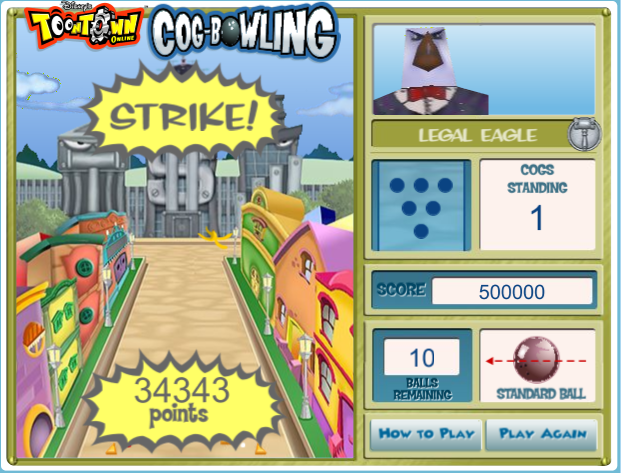 Disney's
TOONTOWN
ONLINE
COG-BOWLING
STRIKE!
LEGAL EAGLE
COGS
STANDING
1
SCORE
500000
10
BALLS
REMAINING
STANDARD BALL
34343
points
HOW TO PLAY
PLAY AGAIN